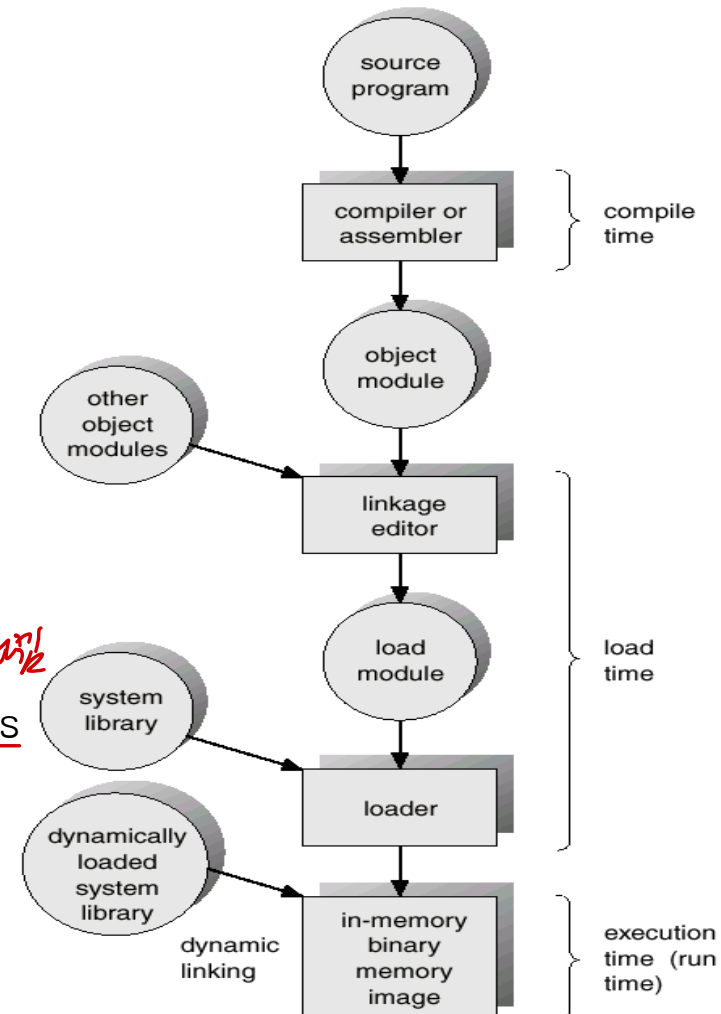 source
program
compiler or
assembler
compile
time
object
module
other
object
modules
linkage
editor
load
module
load
time
system
library
S
loader
dynamically
loaded
system
library
dynamic
linking
in-memory
binary
memory
image
execution
time (run
time)